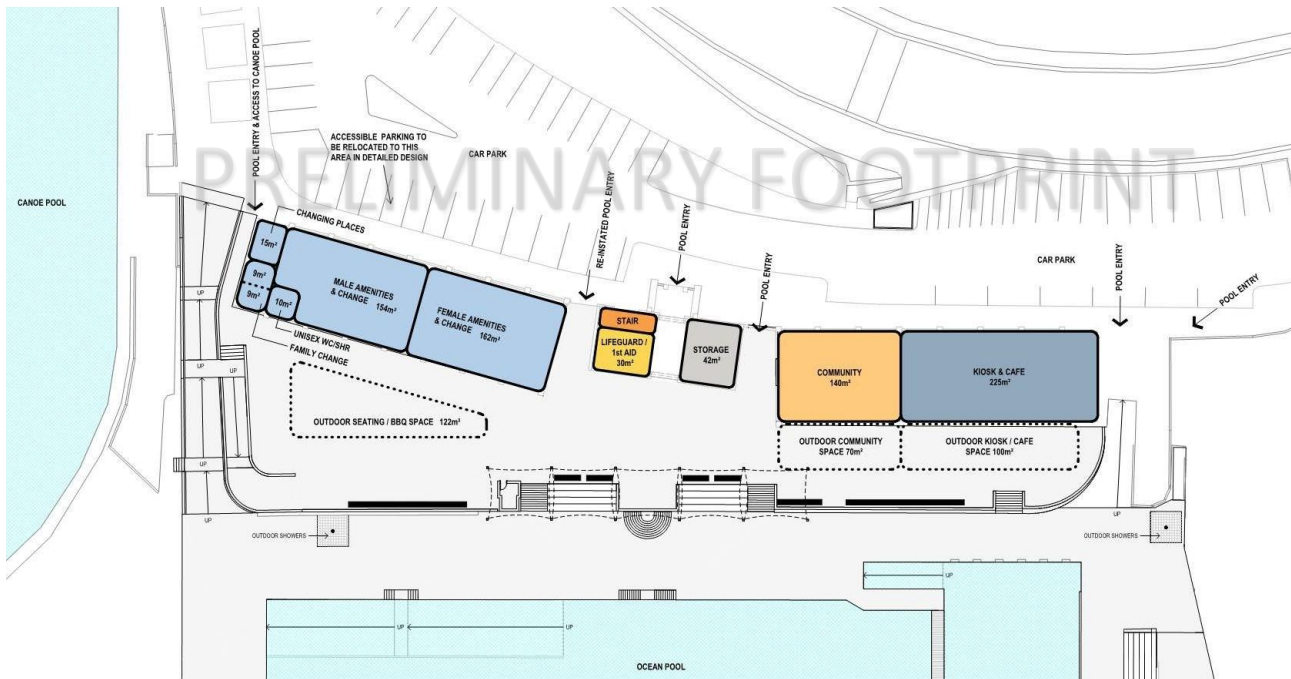 PRELIMINARY FOOTPRINT
POOL ENTRY & ACCESS TO CANOE POOL
ACCESSIBLE PARKING TO
BE RELOCATED TO THIS
AREA IN DETAILED DESIGN
CAR PARK
CANOE POOL
CHANGING PLACES
RE-INSTATED POOL ENTRY
POOL ENTRY
POOL ENTRY
CAR PARK
POOL ENTRY
POOL ENTRY
15m²
9m²
9m²
10m²
MALE AMENITIES
& CHANGE 154m²
FEMALE AMENITIES
& CHANGE 162m²
UNISEX WC/SHR
FAMILY CHANGE
STAIR
LIFEGUARD /
1st AID
30m²
STORAGE
42m²
COMMUNITY
140m²
KIOSK & CAFE
225m²
UP
UP
UP
UP
UP
OUTDOOR SEATING / BBQ SPACE 122m²
OUTDOOR COMMUNITY
SPACE 70m²
OUTDOOR KIOSK / CAFE
SPACE 100m²
UP
OUTDOOR SHOWERS
OUTDOOR SHOWERS
UP
UP
UP
OCEAN POOL